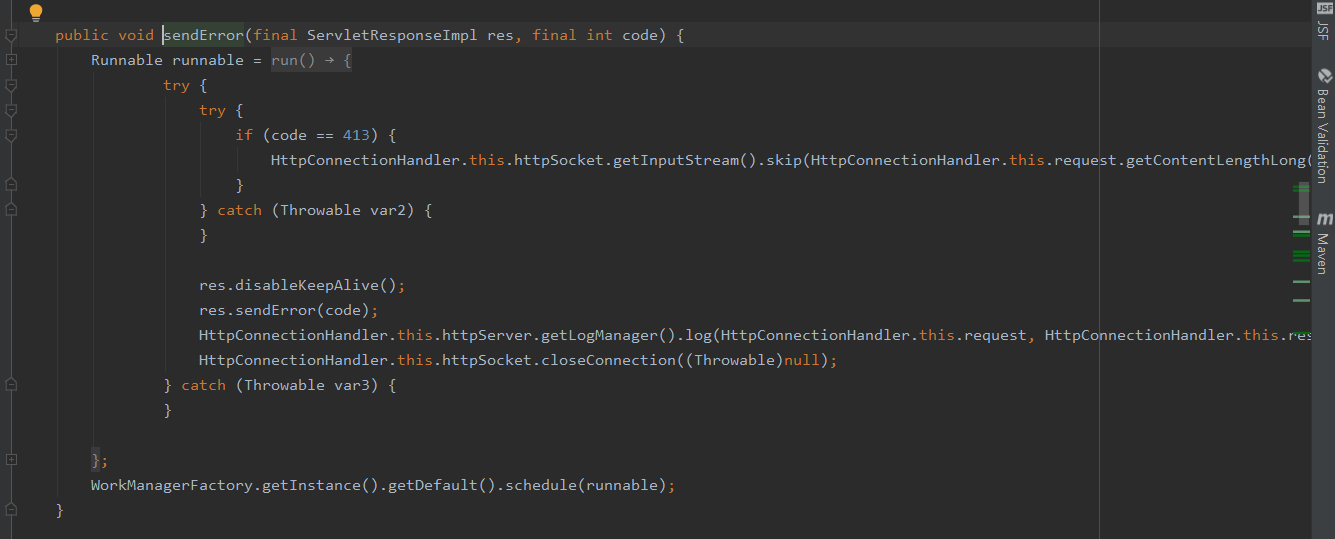 public void sendError(final ServletResponseImpl res, final int code) {
Runnable runnable = run() → {
try {
try {
if (code == 413) {
HttpConnectionHandler.this.httpSocket.getInputStream().skip(HttpConnectionHandler.this.request.getContentLengthLong(
}
} catch (Throwable var2) {
}
res.disableKeepAlive();
res.sendError(code);
HttpConnectionHandler.this.httpServer.getLogManager().log(HttpConnectionHandler.this.request, HttpConnectionHandler.this.res
HttpConnectionHandler.this.httpSocket.closeConnection((Throwable)null);
} catch (Throwable var3) {
}
};
WorkManagerFactory.getInstance().getDefault().schedule(runnable);
}
JSF
JSF
Bean Validation
m
Maven